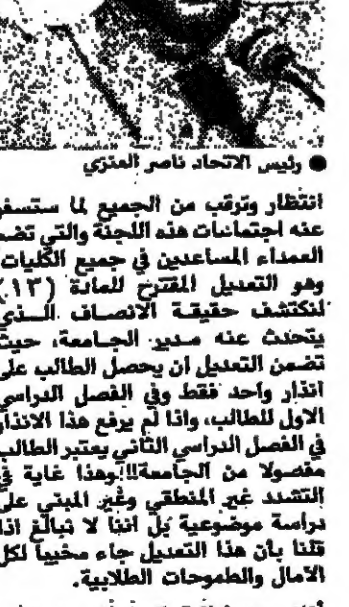 ● رئيس الاتحاد ناصر العنزي
انتظار وترقب من الجميع لما ستسفر
عنه اجتماعات هذه اللجنة والتي تضم
العمداء المساعدين في جميع الكليات
وهو التعديل المقترح للمادة (١٣)
لنكتشف حقيقة الانصاف الـذي
يتحدث عنه مدير الجامعة، حيث
تضمن التعديل ان يحصل الطالب على
انذار واحد فقط وفي الفصل الدراسي
الاول للطالب، واذا لم يرفع هذا الانذار
في الفصل الدراسي الثاني يعتبر الطالب
مفصولا من الجامعة!! وهذا غاية في
التشدد غير المنطقي وغير المبني على
دراسة موضوعية بل اننا لا نبالغ اذا
قلنا بأن هذا التعديل جاء مخيباً لكل
الآمال والطموحات الطلابية.